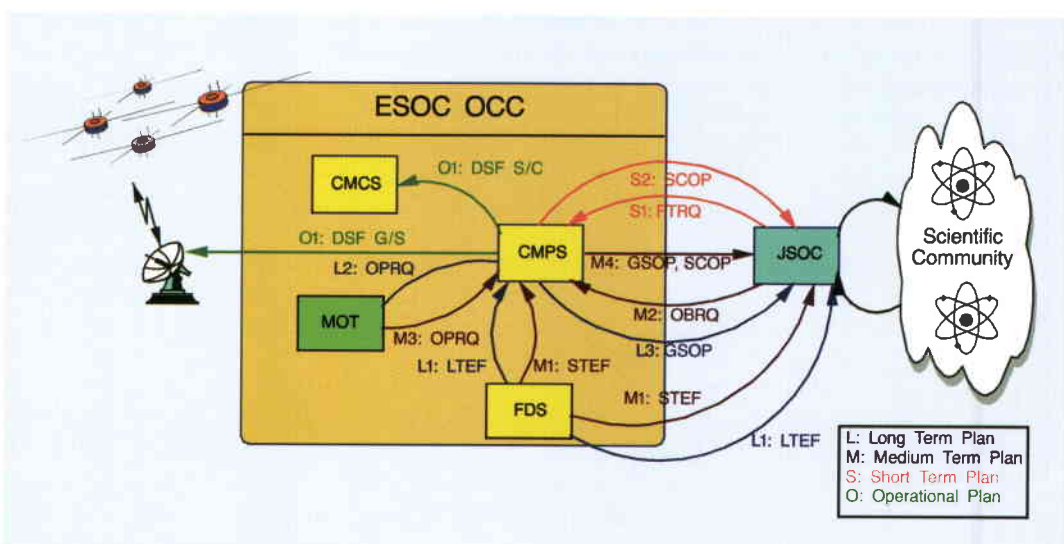 ESOC OCC
O1: DSF S/C
CMCS
S2: SCOP
S1: PTRQ
O1: DSF G/S
CMPS
JSOC
Scientific
Community
L2: OPRQ
M4: GSOP, SCOP
MOT
M2: OBRQ
M3: OPRQ
L3: GSOP
L1: LTEF
M1: STEF
FDS
M1: STEF
L1: LTEF
L: Long Term Plan
M: Medium Term Plan
S: Short Term Plan
O: Operational Plan